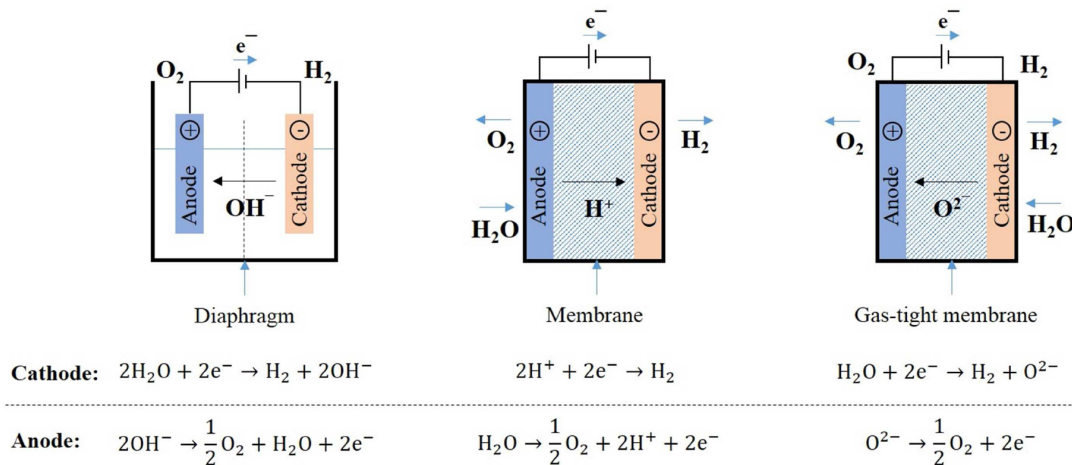 e⁻
O₂
H₂
+
-
Anode
OH⁻
Cathode
Diaphragm
e⁻
O₂
+
-
H₂
H₂O
Anode
H⁺
Cathode
Membrane
e⁻
O₂
H₂
O₂
+
-
H₂
Anode
O²⁻
Cathode
H₂O
Gas-tight membrane
Cathode: 2H₂O + 2e⁻ → H₂ + 2OH⁻ 2H⁺ + 2e⁻ → H₂ H₂O + 2e⁻ → H₂ + O²⁻
Anode: 2OH⁻ → 1/2 O₂ + H₂O + 2e⁻ H₂O → 1/2 O₂ + 2H⁺ + 2e⁻ O²⁻ → 1/2 O₂ + 2e⁻